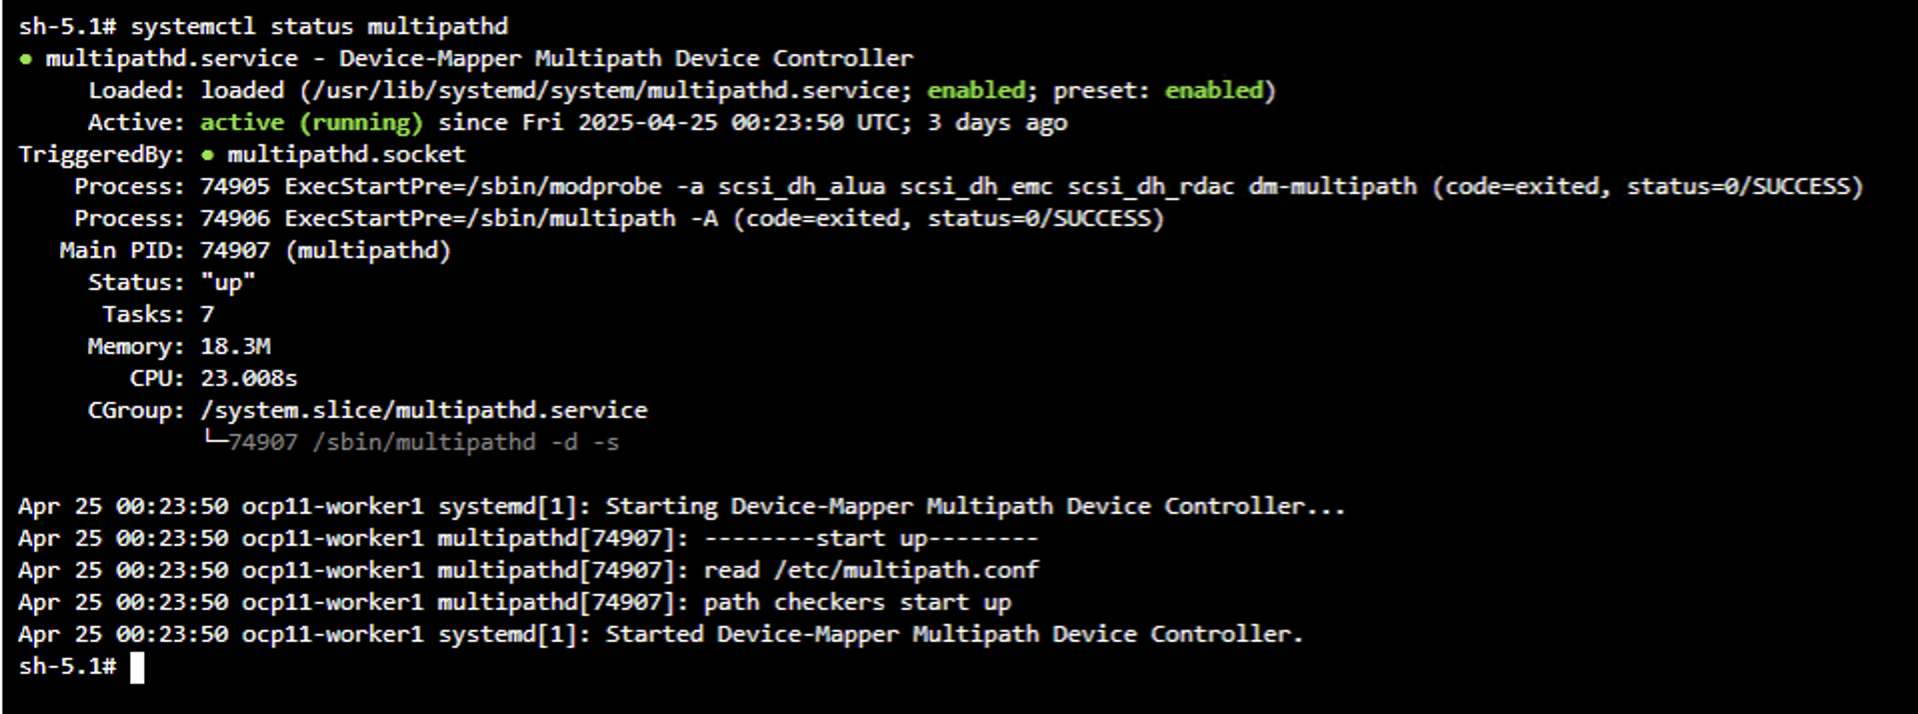 sh-5.1# systemctl status multipathd
● multipathd.service - Device-Mapper Multipath Device Controller
     Loaded: loaded (/usr/lib/systemd/system/multipathd.service; enabled; preset: enabled)
     Active: active (running) since Fri 2025-04-25 00:23:50 UTC; 3 days ago
TriggeredBy: ● multipathd.socket
    Process: 74905 ExecStartPre=/sbin/modprobe -a scsi_dh_alua scsi_dh_emc scsi_dh_rdac dm-multipath (code=exited, status=0/SUCCESS)
    Process: 74906 ExecStartPre=/sbin/multipath -A (code=exited, status=0/SUCCESS)
   Main PID: 74907 (multipathd)
     Status: "up"
      Tasks: 7
     Memory: 18.3M
        CPU: 23.008s
     CGroup: /system.slice/multipathd.service
             └─74907 /sbin/multipathd -d -s

Apr 25 00:23:50 ocp11-worker1 systemd[1]: Starting Device-Mapper Multipath Device Controller...
Apr 25 00:23:50 ocp11-worker1 multipathd[74907]: --------start up--------
Apr 25 00:23:50 ocp11-worker1 multipathd[74907]: read /etc/multipath.conf
Apr 25 00:23:50 ocp11-worker1 multipathd[74907]: path checkers start up
Apr 25 00:23:50 ocp11-worker1 systemd[1]: Started Device-Mapper Multipath Device Controller.
sh-5.1#